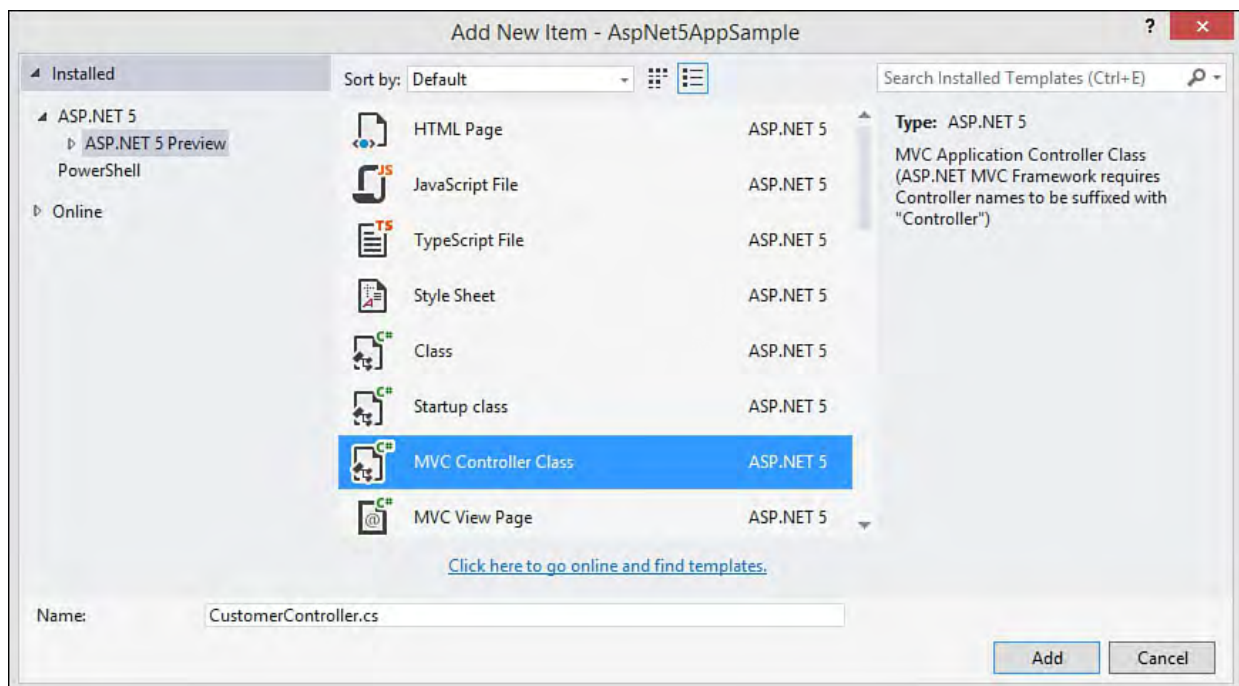 Add New Item - AspNet5AppSample
?
Installed
ASP.NET 5
ASP.NET 5 Preview
PowerShell
Online
Sort by: Default
Search Installed Templates (Ctrl+E)
HTML Page ASP.NET 5
JS
JavaScript File ASP.NET 5
TS
TypeScript File ASP.NET 5
Style Sheet ASP.NET 5
C#
Class ASP.NET 5
C#
Startup class ASP.NET 5
C#
MVC Controller Class ASP.NET 5
C#
@
MVC View Page ASP.NET 5
Click here to go online and find templates.
Type: ASP.NET 5
MVC Application Controller Class
(ASP.NET MVC Framework requires
Controller names to be suffixed with
"Controller")
Name: CustomerController.cs
Add Cancel